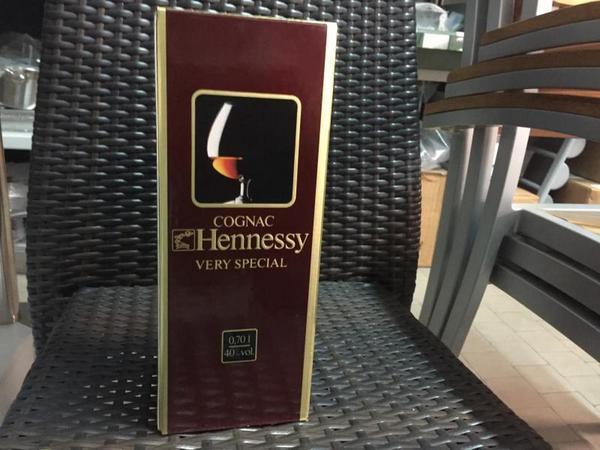 COGNAC
Hennessy
VERY SPECIAL
0,70 l
40% vol.